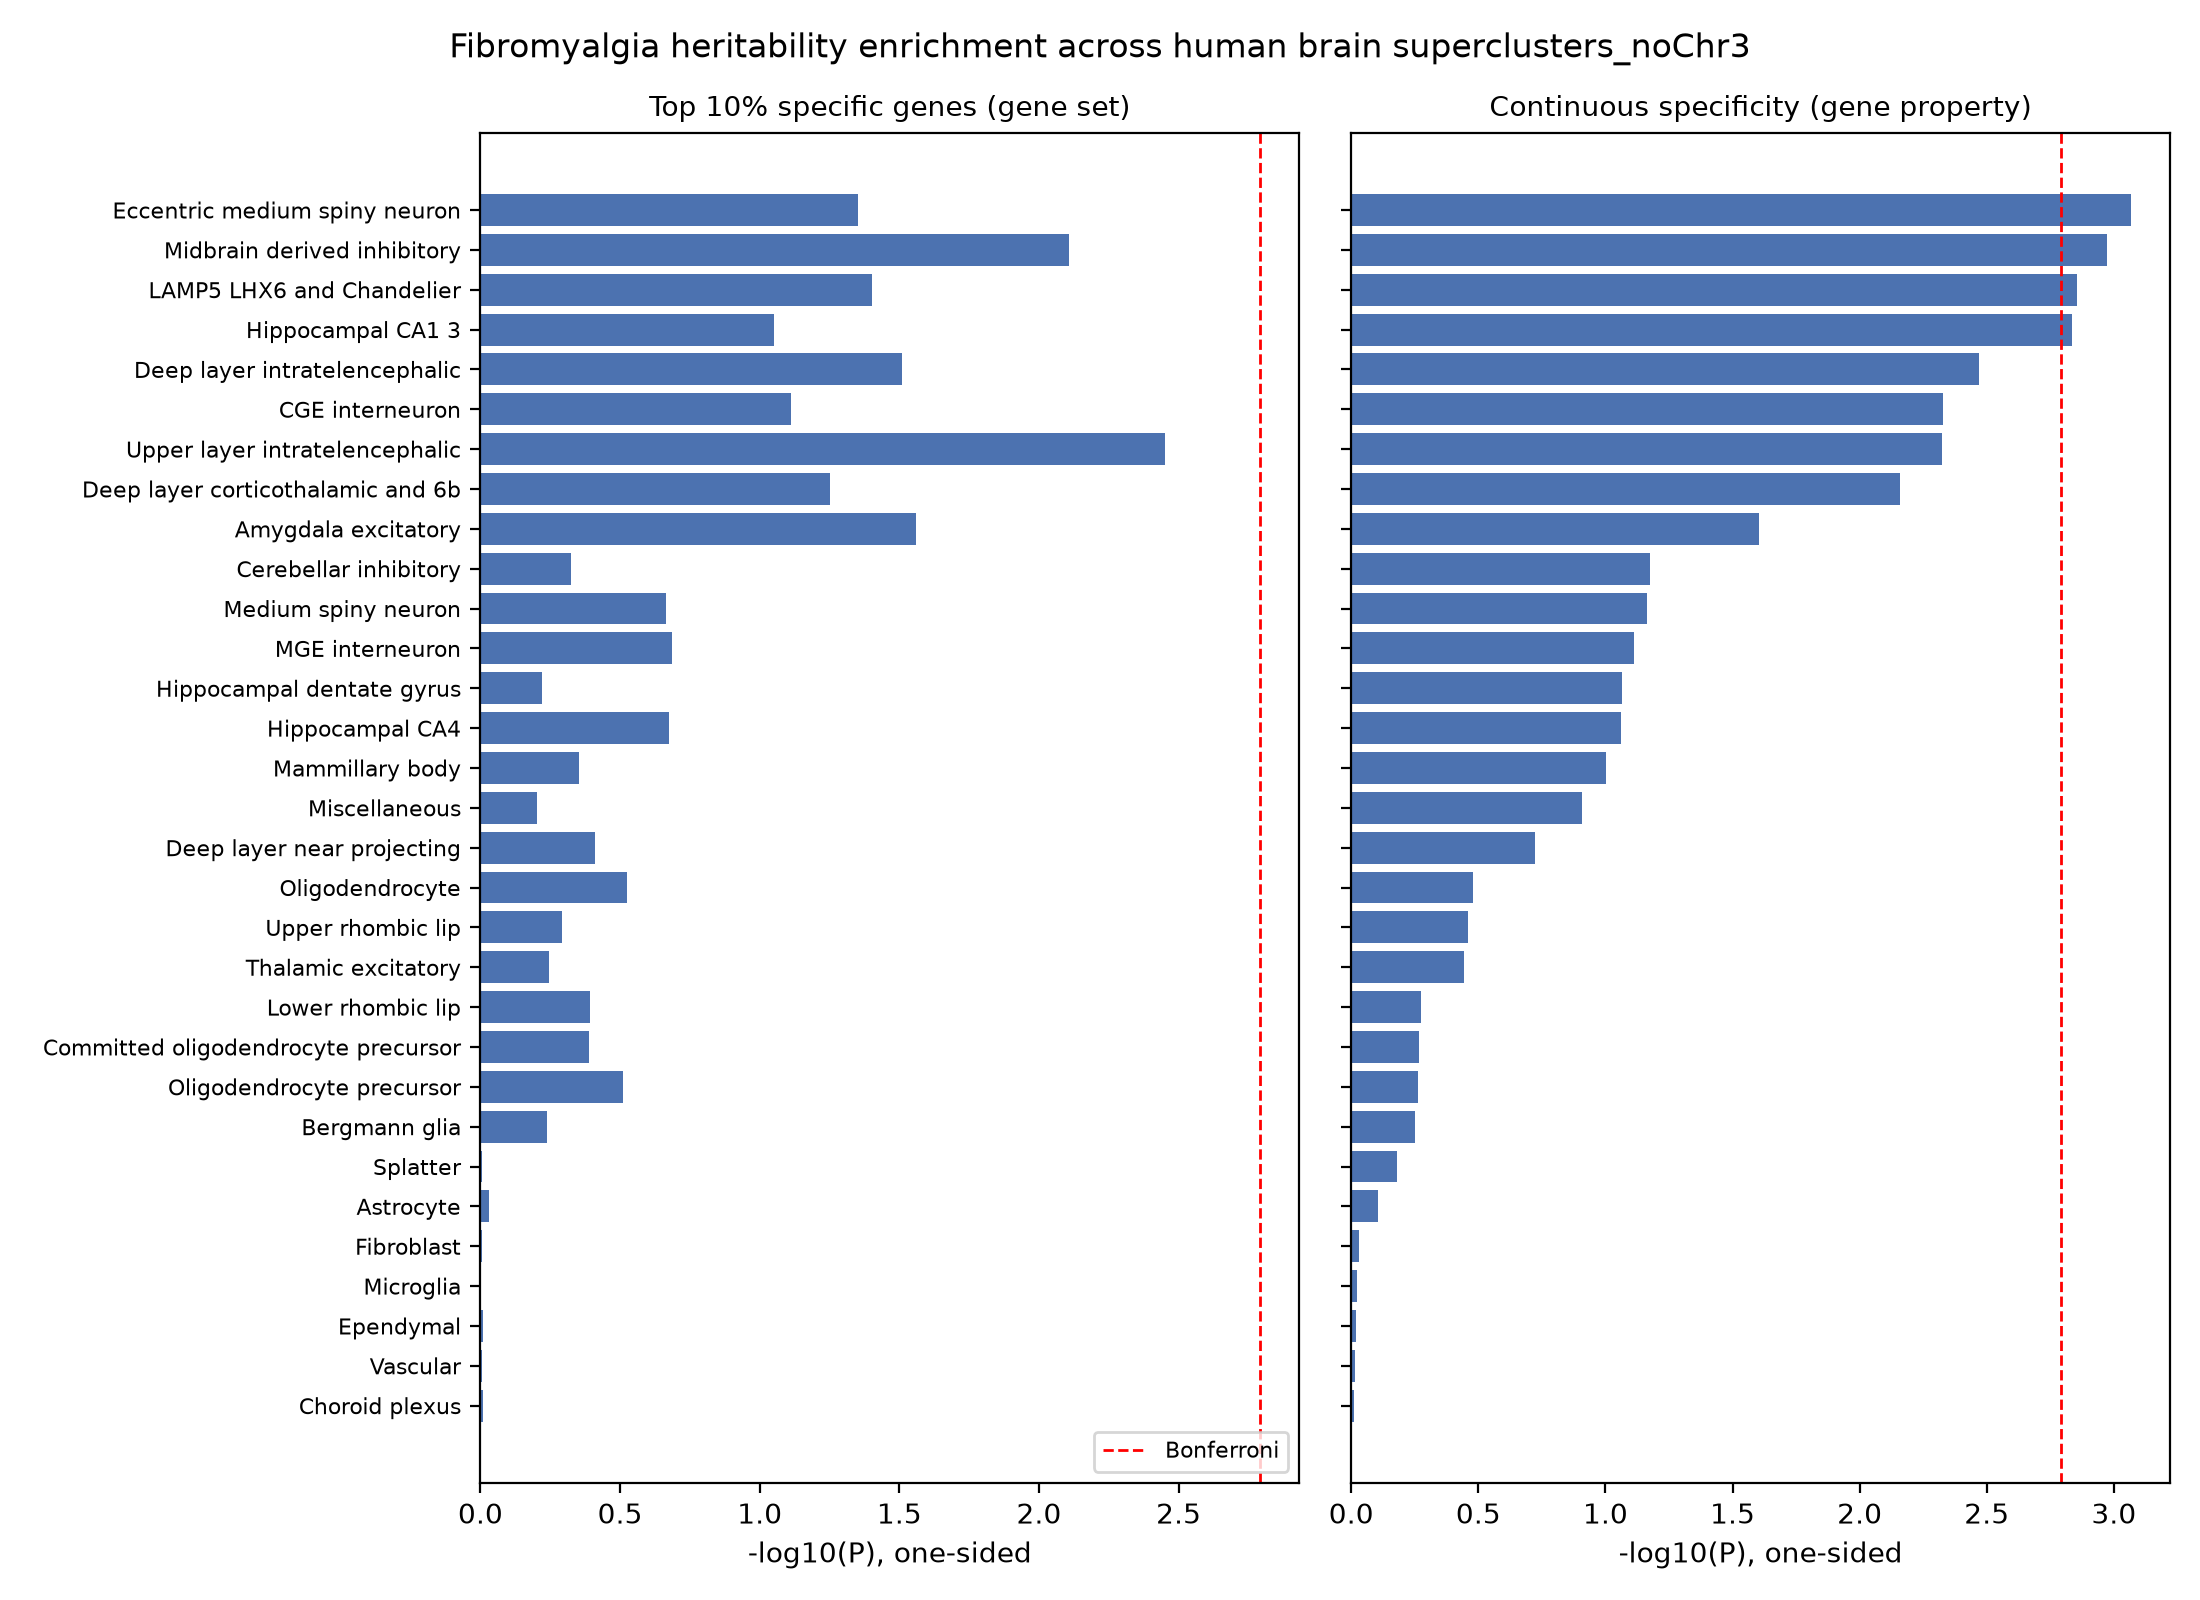 Fibromyalgia heritability enrichment across human brain superclusters_noChr3
Top 10% specific genes (gene set)
Continuous specificity (gene property)
Eccentric medium spiny neuron
Midbrain derived inhibitory
LAMP5 LHX6 and Chandelier
Hippocampal CA1 3
Deep layer intratelencephalic
CGE interneuron
Upper layer intratelencephalic
Deep layer corticothalamic and 6b
Amygdala excitatory
Cerebellar inhibitory
Medium spiny neuron
MGE interneuron
Hippocampal dentate gyrus
Hippocampal CA4
Mammillary body
Miscellaneous
Deep layer near projecting
Oligodendrocyte
Upper rhombic lip
Thalamic excitatory
Lower rhombic lip
Committed oligodendrocyte precursor
Oligodendrocyte precursor
Bergmann glia
Splatter
Astrocyte
Fibroblast
Microglia
Ependymal
Vascular
Choroid plexus
Bonferroni
0.0 0.5 1.0 1.5 2.0 2.5
0.0 0.5 1.0 1.5 2.0 2.5 3.0
-log10(P), one-sided
-log10(P), one-sided